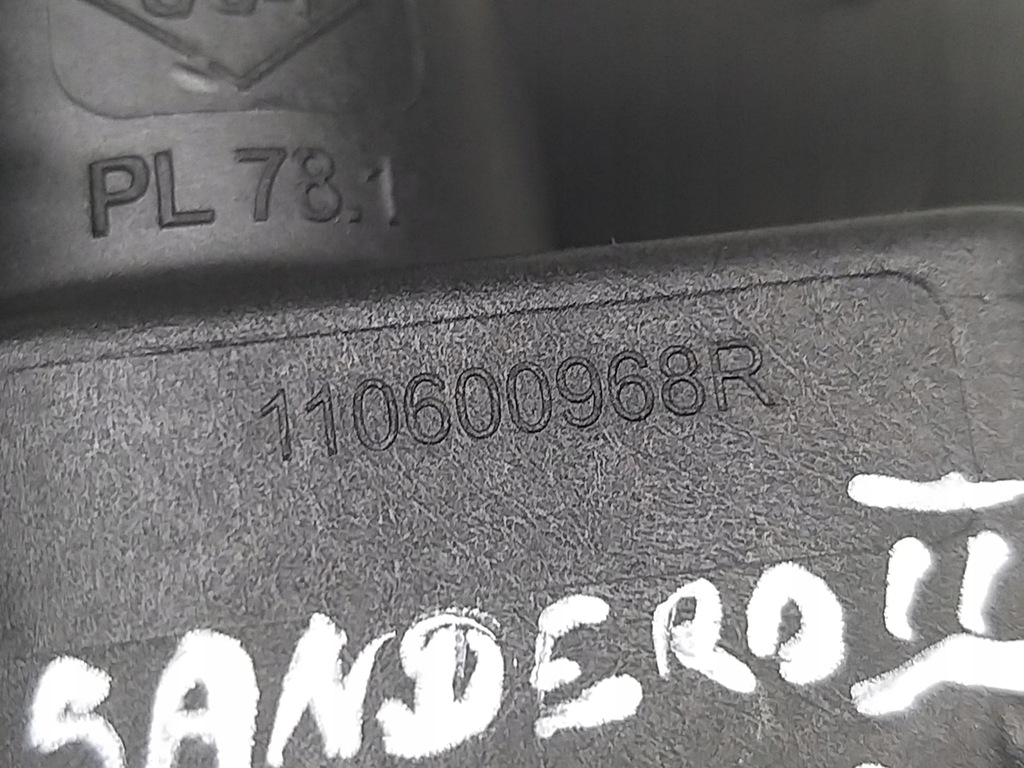 PL 78.1
110600968R
SANDERO II